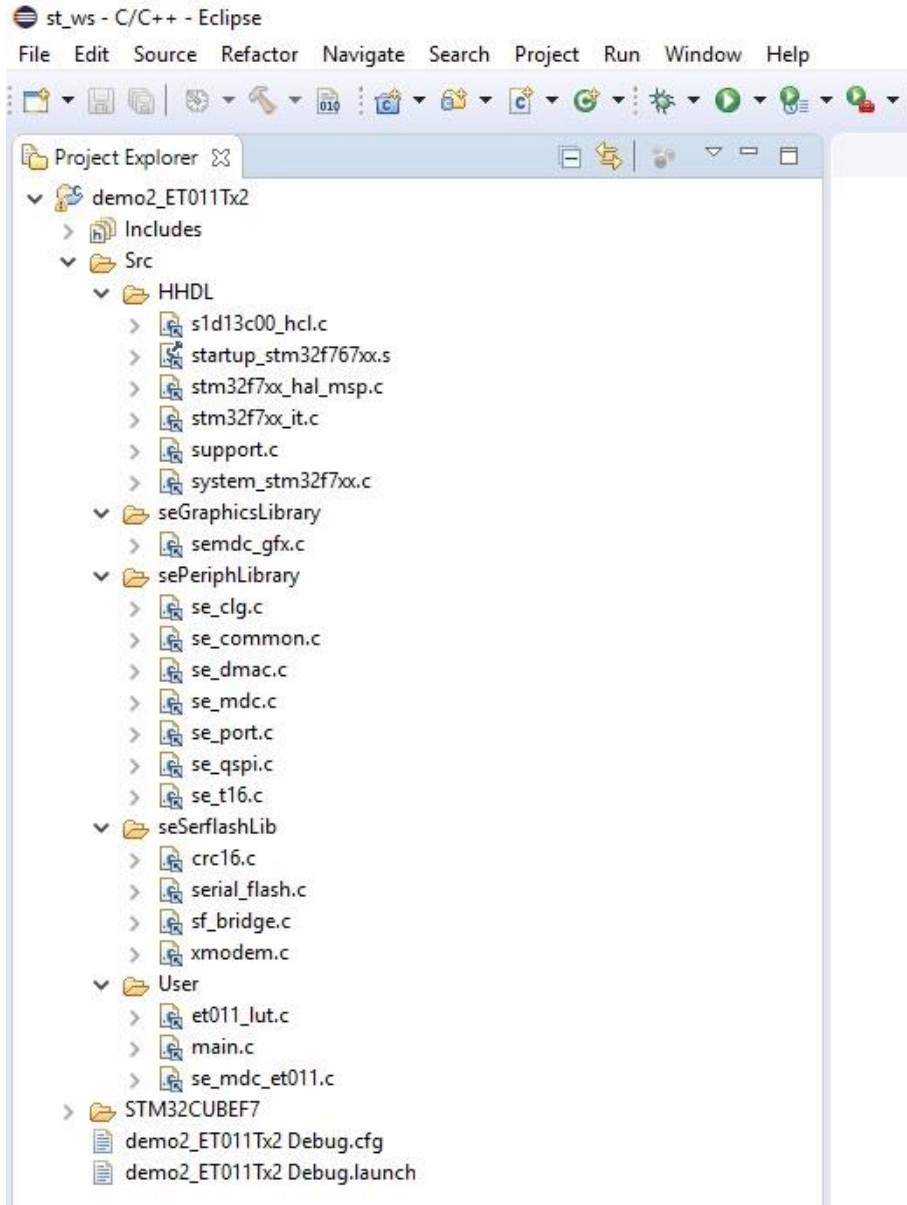 st_ws - C/C++ - Eclipse
File Edit Source Refactor Navigate Search Project Run Window Help
010
Project Explorer
demo2_ET011Tx2
Includes
Src
HHDL
s1d13c00_hcl.c
startup_stm32f767xx.s
stm32f7xx_hal_msp.c
stm32f7xx_it.c
support.c
system_stm32f7xx.c
seGraphicsLibrary
semdc_gfx.c
sePeriphLibrary
se_clg.c
se_common.c
se_dmac.c
se_mdc.c
se_port.c
se_qspi.c
se_t16.c
seSerflashLib
crc16.c
serial_flash.c
sf_bridge.c
xmodem.c
User
et011_lut.c
main.c
se_mdc_et011.c
STM32CUBEF7
demo2_ET011Tx2 Debug.cfg
demo2_ET011Tx2 Debug.launch